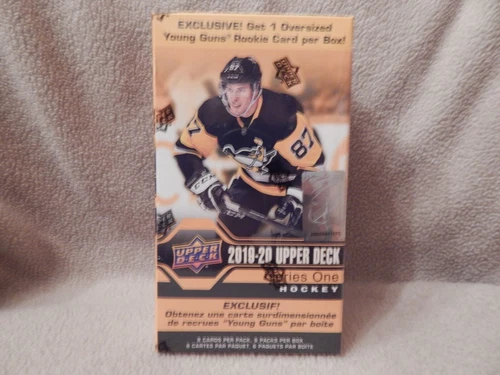 EXCLUSIVE! Get 1 Oversized
Young Guns® Rookie Card per Box!
87
87
CCM
UPPER
DECK
2019-20 UPPER DECK
Series One
HOCKEY
EXCLUSIF!
Obtenez une carte surdimensionnée
de recrues "Young Guns" par boîte
8 CARDS PER PACK, 8 PACKS PER BOX
8 CARTES PAR PAQUET, 8 PAQUETS PAR BOÎTE